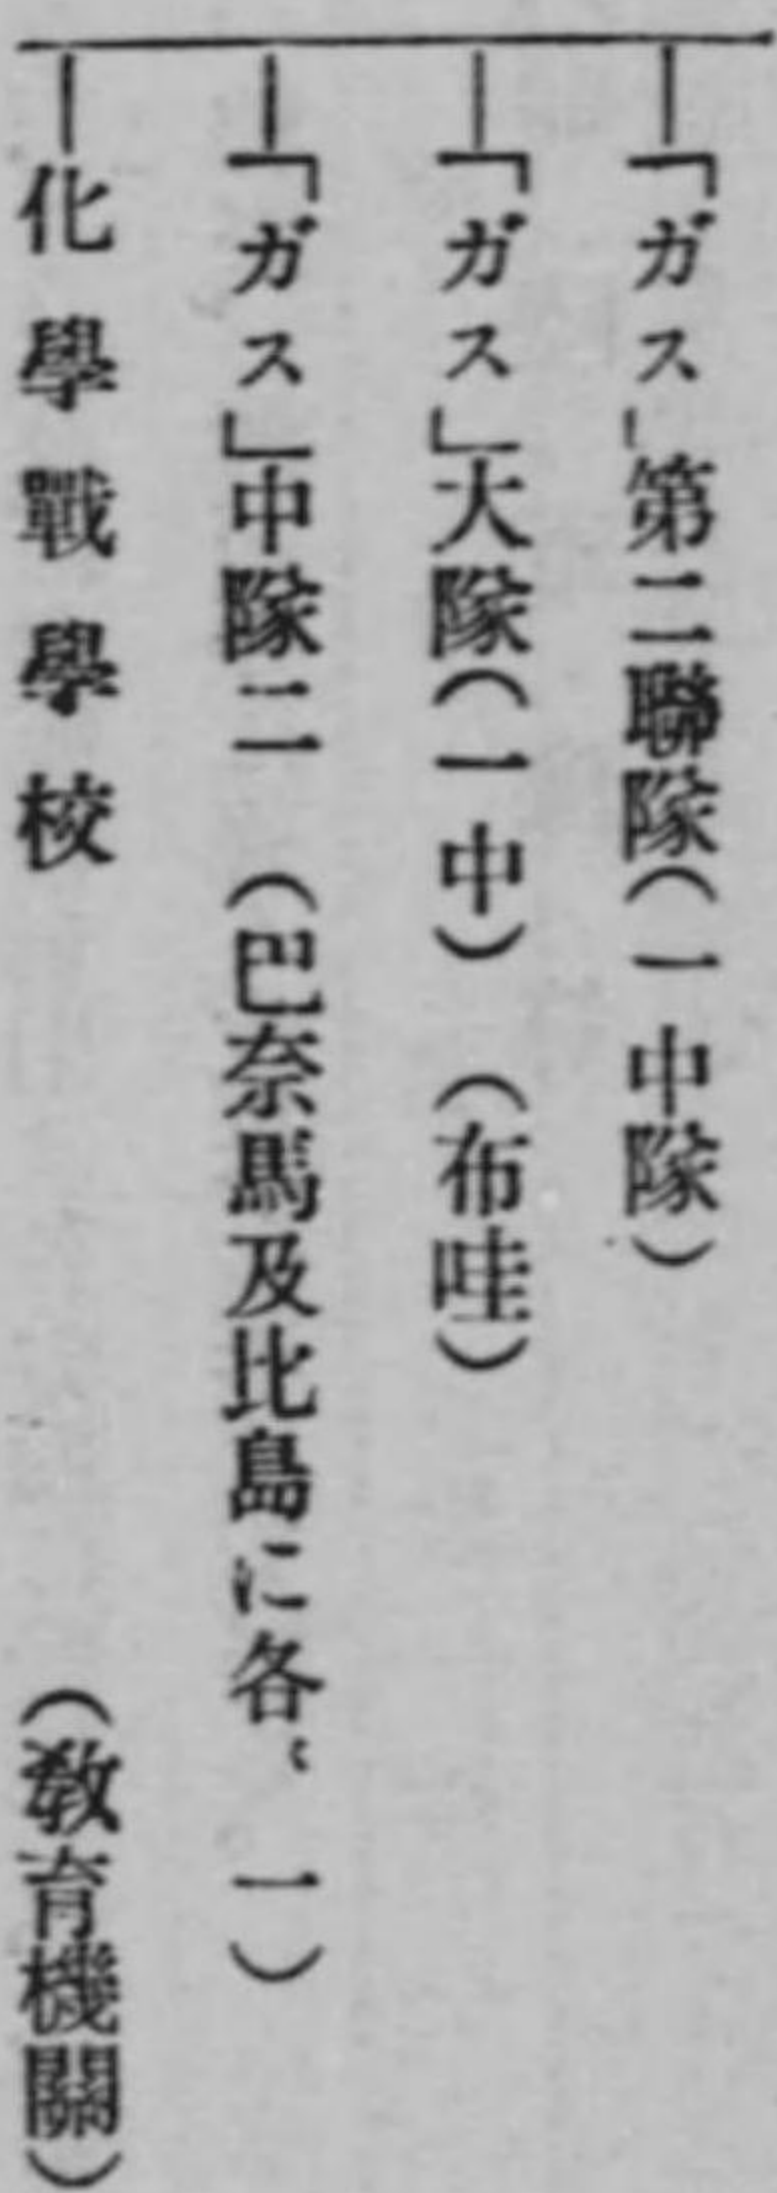 「ガス」第二聯隊(一中隊)
「ガス」大隊(一中) (布哇)
「ガス」中隊二 (巴奈馬及比島に各〻一)
化學戰學校 (敎育機關)